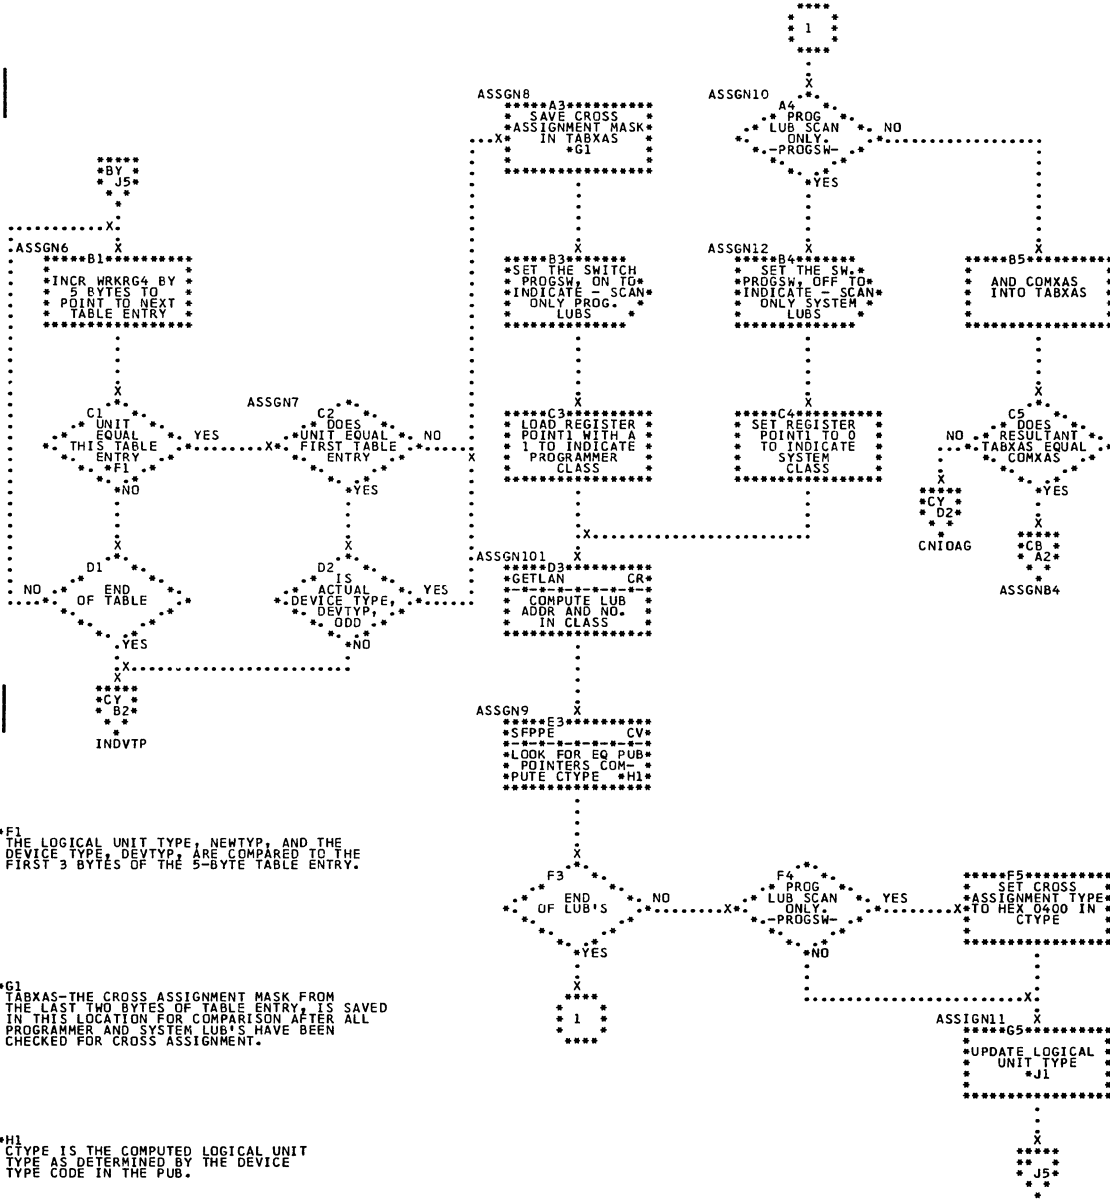 1
ASSGN8
A3
SAVE CROSS
ASSIGNMENT MASK
IN TABXAS
*G1
ASSGN10
A4
PROG
LUB SCAN
ONLY.
-PROGSW-
NO
YES
BY
J5
ASSGN6
B1
INCR WRKRG4 BY
5 BYTES TO
POINT TO NEXT
TABLE ENTRY
B3
SET THE SWITCH
PROGSW, ON TO
INDICATE - SCAN
ONLY PROG.
LUBS
ASSGN12
B4
SET THE SW.
PROGSW, OFF TO
INDICATE - SCAN
ONLY SYSTEM
LUBS
B5
AND COMXAS
INTO TABXAS
C1
UNIT
EQUAL
THIS TABLE
ENTRY
*F1
YES
NO
ASSGN7
C2
DOES
UNIT EQUAL
FIRST TABLE
ENTRY
NO
YES
C3
LOAD REGISTER
POINT1 WITH A
1 TO INDICATE
PROGRAMMER
CLASS
C4
SET REGISTER
POINT1 TO 0
TO INDICATE
SYSTEM
CLASS
C5
DOES
RESULTANT
TABXAS EQUAL
COMXAS
NO
YES
CY
D2
CNIOAG
CB
A2
ASSGNB4
D1
END
OF TABLE
NO
YES
D2
IS
ACTUAL
DEVICE TYPE,
DEVTYP,
ODD
YES
NO
ASSGN101
D3
GETLAN CR
COMPUTE LUB
ADDR AND NO.
IN CLASS
CY
B2
INDVTP
ASSGN9
E3
SFPPE CV
LOOK FOR EQ PUB
POINTERS COM-
PUTE CTYPE *H1
*F1
THE LOGICAL UNIT TYPE, NEWTYP, AND THE
DEVICE TYPE, DEVTYP, ARE COMPARED TO THE
FIRST 3 BYTES OF THE 5-BYTE TABLE ENTRY.
F3
END
OF LUB'S
NO
YES
F4
PROG
LUB SCAN
ONLY.
-PROGSW-
YES
NO
F5
SET CROSS
ASSIGNMENT TYPE
TO HEX 0400 IN
CTYPE
*G1
TABXAS-THE CROSS ASSIGNMENT MASK FROM
THE LAST TWO BYTES OF TABLE ENTRY, IS SAVED
IN THIS LOCATION FOR COMPARISON AFTER ALL
PROGRAMMER AND SYSTEM LUB'S HAVE BEEN
CHECKED FOR CROSS ASSIGNMENT.
1
ASSIGN11
G5
UPDATE LOGICAL
UNIT TYPE
*J1
*H1
CTYPE IS THE COMPUTED LOGICAL UNIT
TYPE AS DETERMINED BY THE DEVICE
TYPE CODE IN THE PUB.
J5